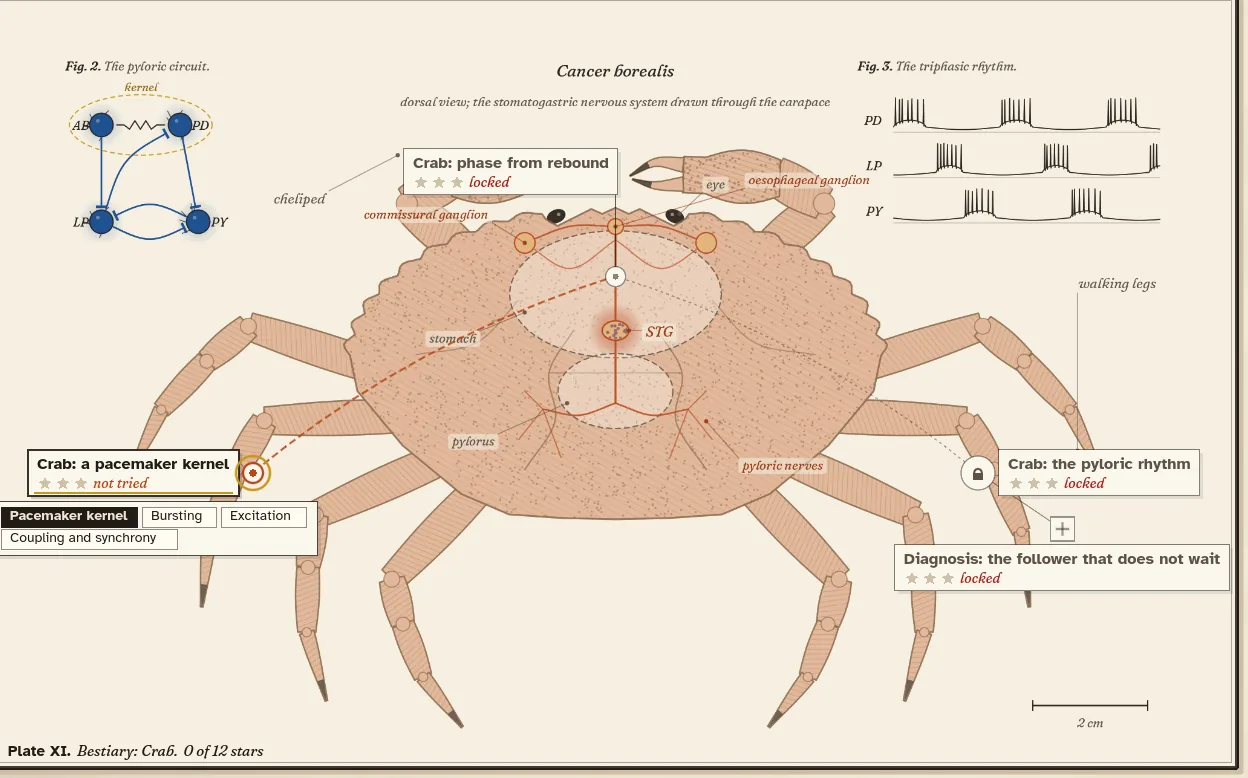 Fig. 2. The pyloric circuit.
kernel
AB
PD
LP
PY
Cancer borealis
dorsal view; the stomatogastric nervous system drawn through the carapace
Fig. 3. The triphasic rhythm.
PD
LP
PY
Crab: phase from rebound
locked
cheliped
commissural ganglion
eye
oesophageal ganglion
walking legs
stomach
STG
pylorus
pyloric nerves
Crab: a pacemaker kernel
not tried
Pacemaker kernel
Bursting
Excitation
Coupling and synchrony
Crab: the pyloric rhythm
locked
Diagnosis: the follower that does not wait
locked
2 cm
Plate XI. Bestiary: Crab. 0 of 12 stars